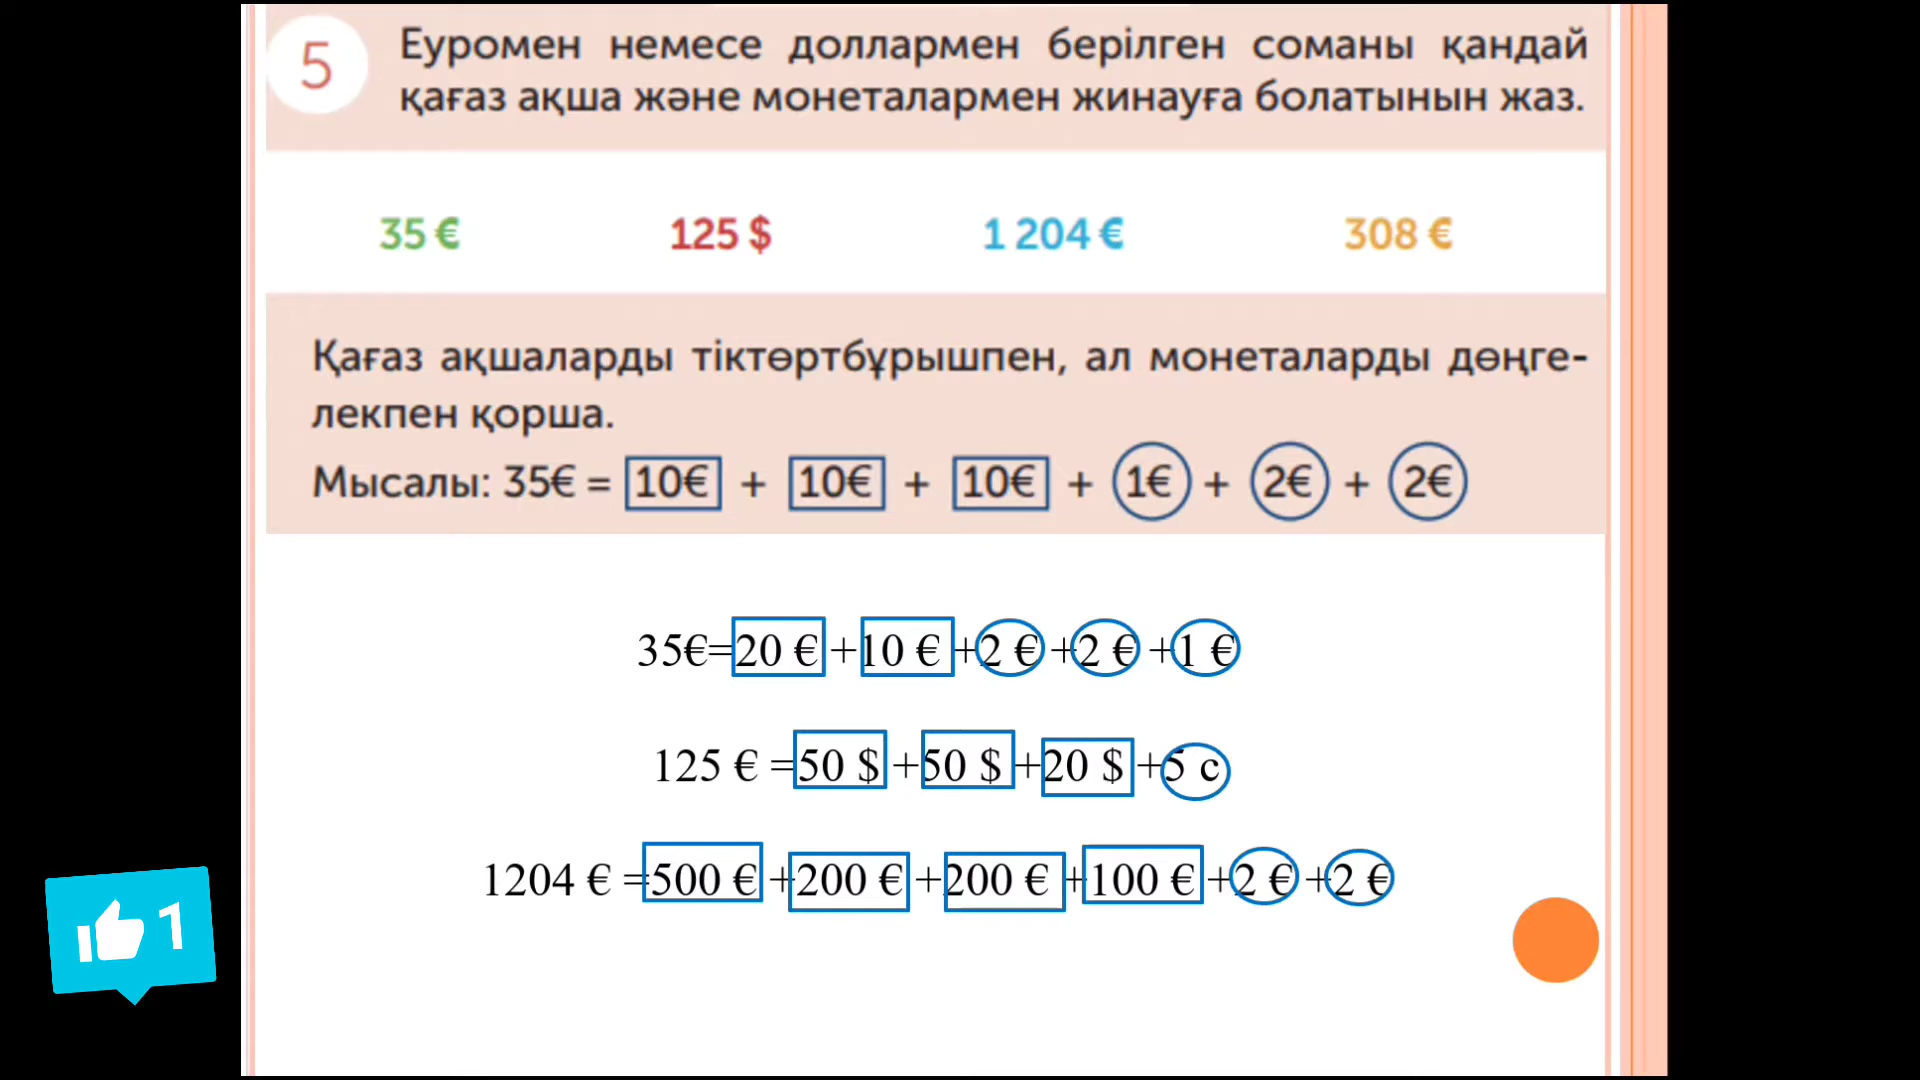 5
Еуромен немесе доллармен берілген соманы қандай
қағаз ақша және монеталармен жинауға болатынын жаз.
35 € 125 $ 1 204 € 308 €
Қағаз ақшаларды тіктөртбұрышпен, ал монеталарды дөңге-
лекпен қорша.
Мысалы: 35€ = 10€ + 10€ + 10€ + 1€ + 2€ + 2€
35€=20 € +10 € +2 € +2 € +1 €
125 € =50 $ +50 $ +20 $ +5 c
1204 € =500 € +200 € +200 € +100 € +2 € +2 €
1